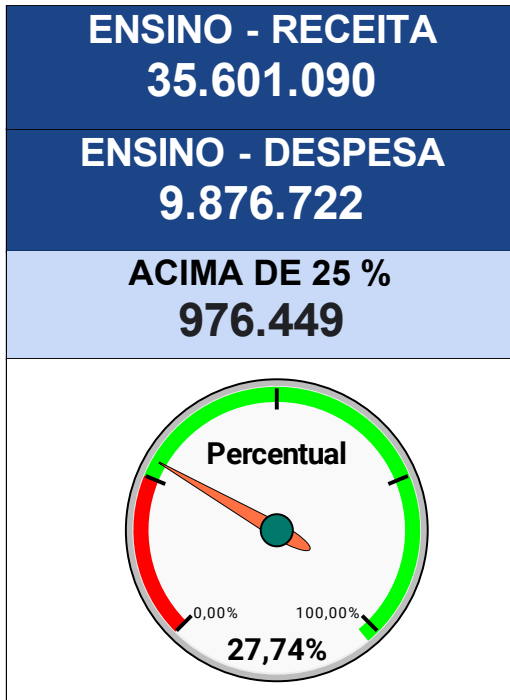 ENSINO - RECEITA
35.601.090
ENSINO - DESPESA
9.876.722
ACIMA DE 25 %
976.449
Percentual
0,00%
100,00%
27,74%